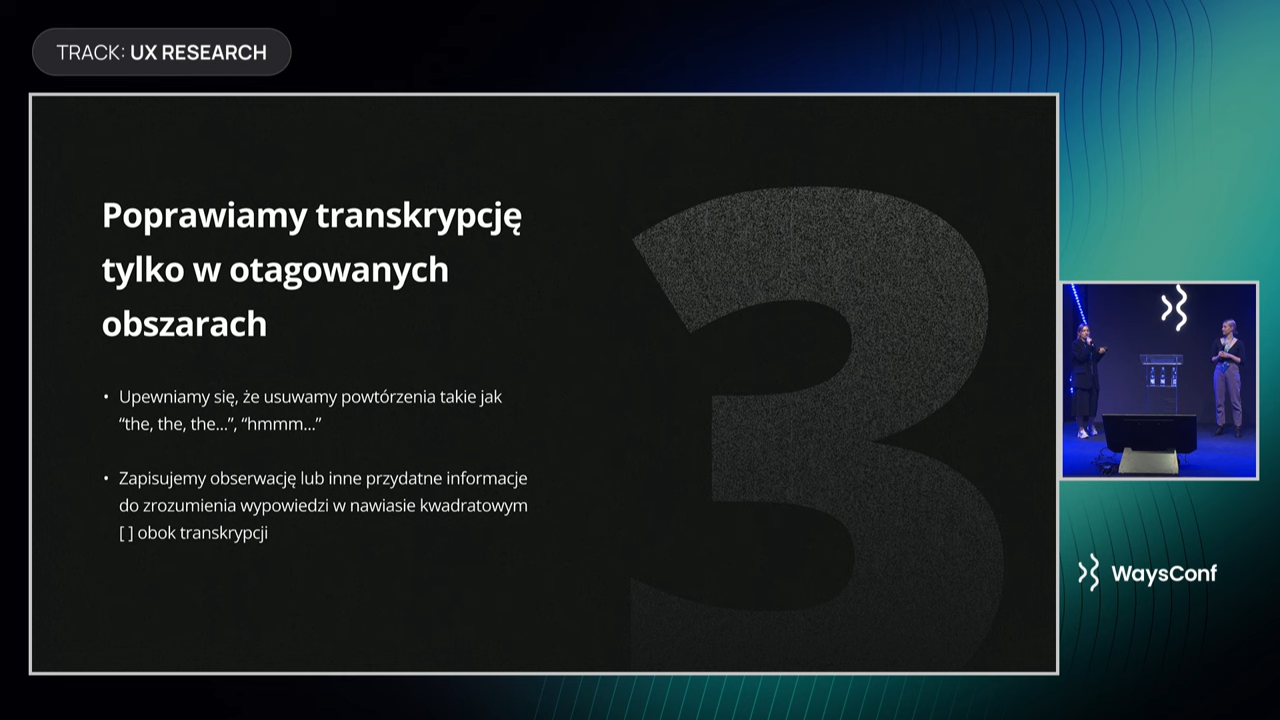 TRACK: UX RESEARCH
Poprawiamy transkrypcję
tylko w otagowanych
obszarach
• Upewniamy się, że usuwamy powtórzenia takie jak
“the, the, the...”, “hmmm...”
• Zapisujemy obserwację lub inne przydatne informacje
do zrozumienia wypowiedzi w nawiasie kwadratowym
[ ] obok transkrypcji
3
WaysConf